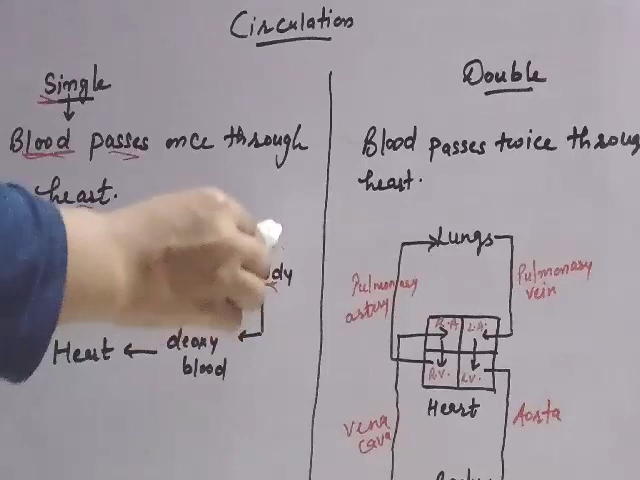 Circulation
Single
Blood passes once through
heart.
deoxy
blood
Heart
Double
Blood passes twice throug
heart.
Lungs
Pulmonary
artery
Pulmonary
vein
R.A. L.A.
R.V. L.V.
Heart
Vena
cava
Aorta